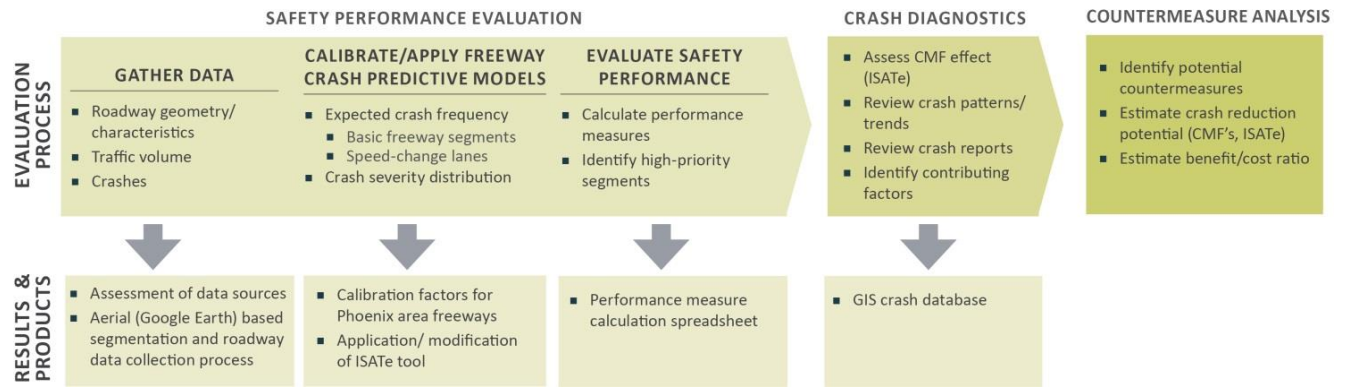 SAFETY PERFORMANCE EVALUATION
CRASH DIAGNOSTICS
COUNTERMEASURE ANALYSIS
EVALUATION
PROCESS
GATHER DATA
▪ Roadway geometry/
characteristics
▪ Traffic volume
▪ Crashes
CALIBRATE/APPLY FREEWAY
CRASH PREDICTIVE MODELS
▪ Expected crash frequency
▪ Basic freeway segments
▪ Speed-change lanes
▪ Crash severity distribution
EVALUATE SAFETY
PERFORMANCE
▪ Calculate performance
measures
▪ Identify high-priority
segments
▪ Assess CMF effect
(ISATe)
▪ Review crash patterns/
trends
▪ Review crash reports
▪ Identify contributing
factors
▪ Identify potential
countermeasures
▪ Estimate crash reduction
potential (CMF's, ISATe)
▪ Estimate benefit/cost ratio
RESULTS &
PRODUCTS
▪ Assessment of data sources
▪ Aerial (Google Earth) based
segmentation and roadway
data collection process
▪ Calibration factors for
Phoenix area freeways
▪ Application/ modification
of ISATe tool
▪ Performance measure
calculation spreadsheet
▪ GIS crash database